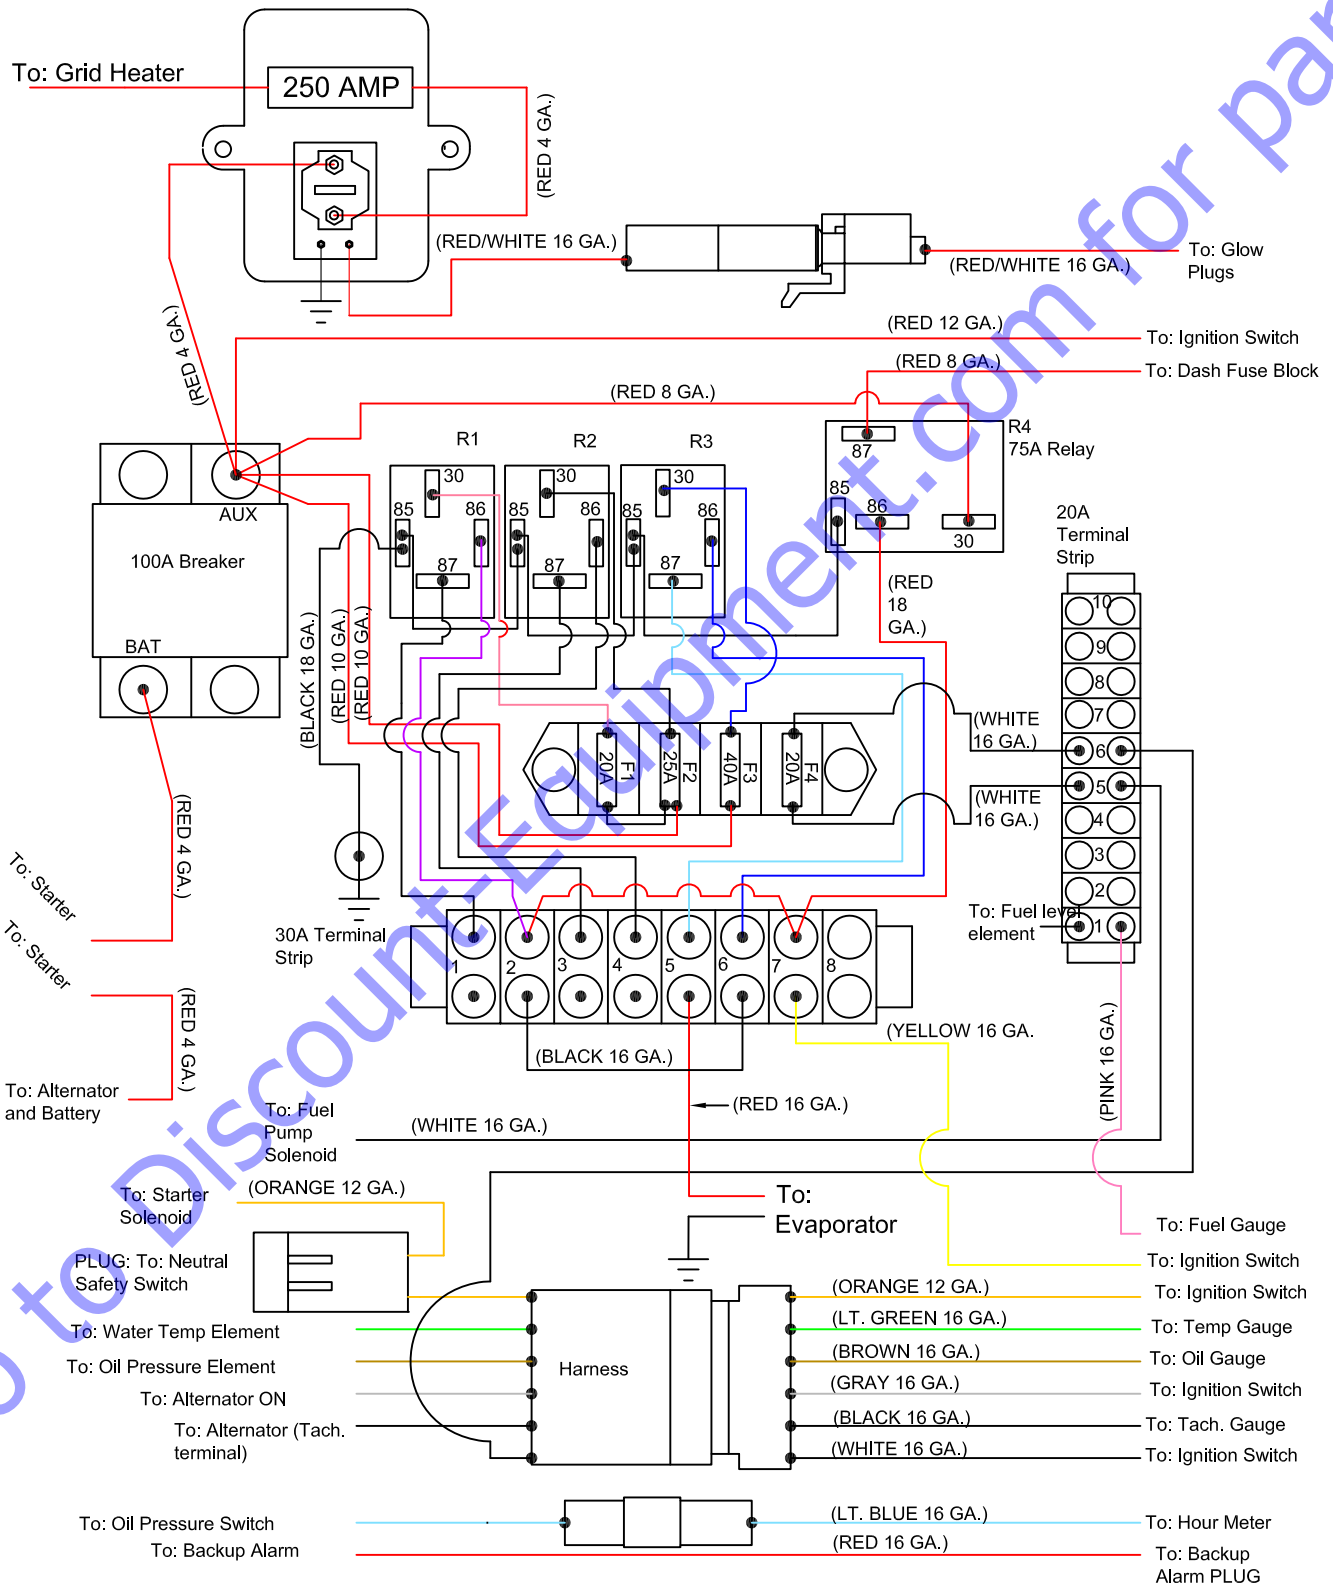 To: Grid Heater
250 AMP
(RED 4 GA.)
(RED/WHITE 16 GA.)
(RED/WHITE 16 GA.)
To: Glow
Plugs
(RED 4 GA.)
(RED 12 GA.)
To: Ignition Switch
(RED 8 GA.)
To: Dash Fuse Block
(RED 8 GA.)
R1
R2
R3
R4
75A Relay
30
85
86
87
30
85
86
87
30
85
86
87
87
85
86
30
AUX
100A Breaker
BAT
20A
Terminal
Strip
10
9
8
7
6
5
4
3
2
1
(RED
18
GA.)
(BLACK 18 GA.)
(RED 10 GA.)
(RED 10 GA.)
(WHITE
16 GA.)
(WHITE
16 GA.)
F1
20A
F2
25A
F3
40A
F4
20A
(RED 4 GA.)
To: Starter
To: Starter
(RED 4 GA.)
To: Alternator
and Battery
30A Terminal
Strip
1
2
3
4
5
6
7
8
To: Fuel level
element
(YELLOW 16 GA.
(BLACK 16 GA.)
(RED 16 GA.)
(PINK 16 GA.)
To: Fuel
Pump
Solenoid
(WHITE 16 GA.)
To: Starter
Solenoid
(ORANGE 12 GA.)
To:
Evaporator
PLUG: To: Neutral
Safety Switch
To: Fuel Gauge
To: Ignition Switch
(ORANGE 12 GA.)
To: Ignition Switch
To: Water Temp Element
(LT. GREEN 16 GA.)
To: Temp Gauge
To: Oil Pressure Element
Harness
(BROWN 16 GA.)
To: Oil Gauge
To: Alternator ON
(GRAY 16 GA.)
To: Ignition Switch
To: Alternator (Tach.
terminal)
(BLACK 16 GA.)
To: Tach. Gauge
(WHITE 16 GA.)
To: Ignition Switch
To: Oil Pressure Switch
(LT. BLUE 16 GA.)
To: Hour Meter
To: Backup Alarm
(RED 16 GA.)
To: Backup
Alarm PLUG
to Discount-Equipment.com for